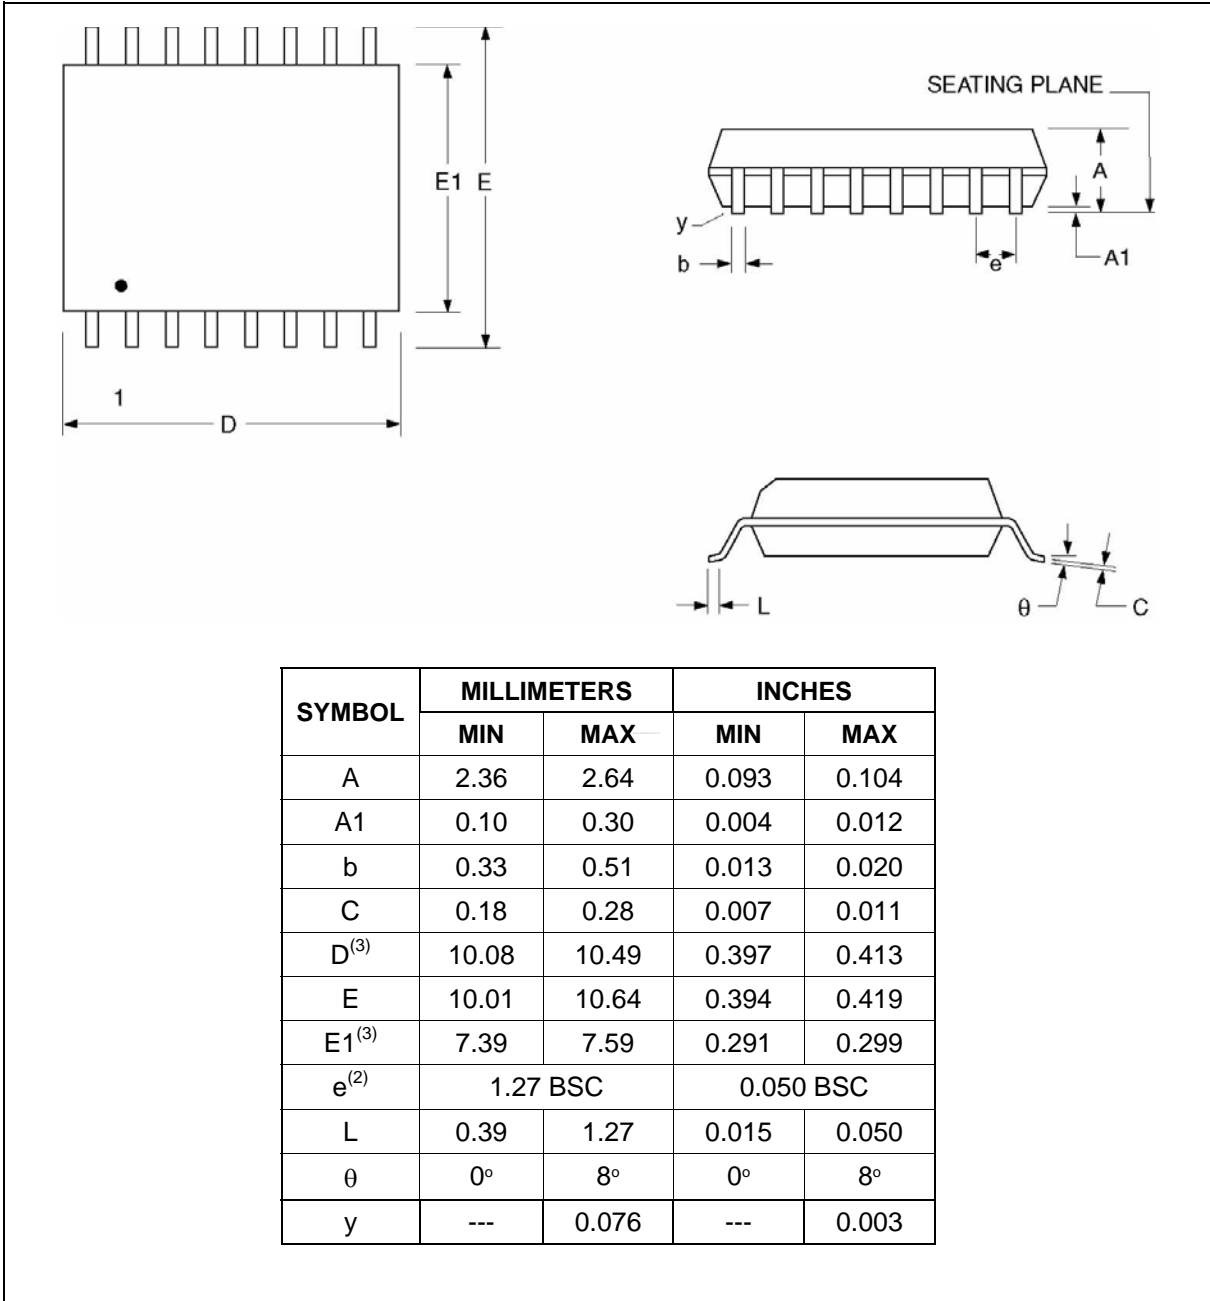 SEATING PLANE
E1 E
A
y
b
e
A1
1
D
L
θ
C
SYMBOL MILLIMETERS INCHES
MIN MAX MIN MAX
A 2.36 2.64 0.093 0.104
A1 0.10 0.30 0.004 0.012
b 0.33 0.51 0.013 0.020
C 0.18 0.28 0.007 0.011
D(3) 10.08 10.49 0.397 0.413
E 10.01 10.64 0.394 0.419
E1(3) 7.39 7.59 0.291 0.299
e(2) 1.27 BSC 0.050 BSC
L 0.39 1.27 0.015 0.050
θ 0º 8º 0º 8º
y --- 0.076 --- 0.003